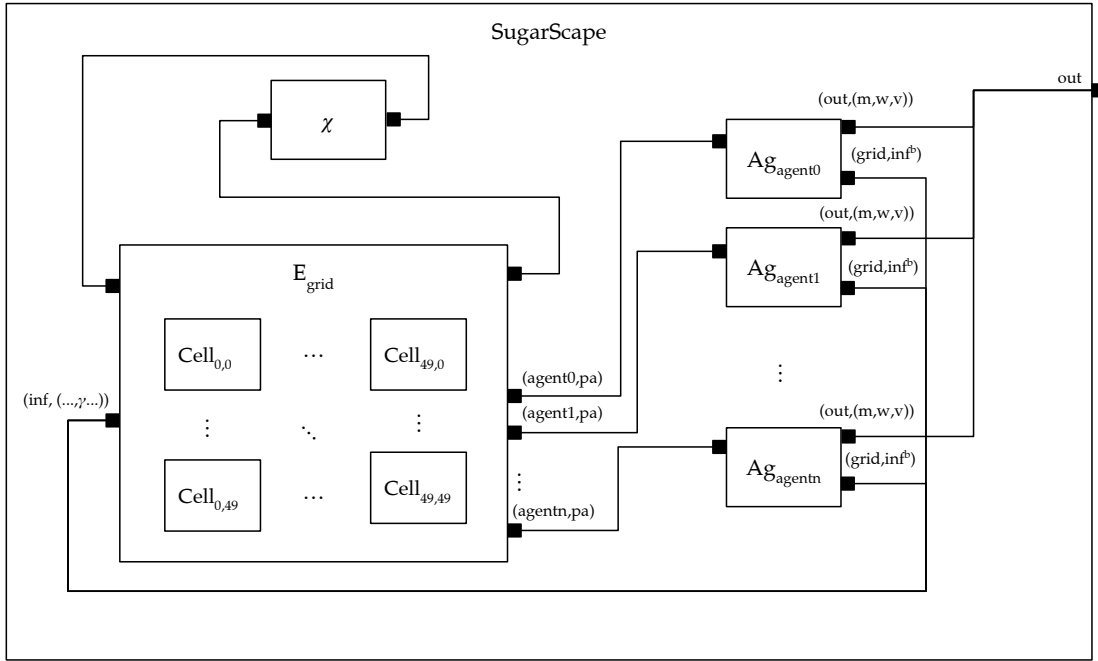 SugarScape
out
χ
(out,(m,w,v))
Ag_agent0
(grid,inf^b)
(out,(m,w,v))
Ag_agent1
(grid,inf^b)
E_grid
Cell_0,0 ... Cell_49,0
(agent0,pa)
⋮
(inf, (...,γ...))
(agent1,pa)
(out,(m,w,v))
⋮ ⋱ ⋮
Ag_agentn
(grid,inf^b)
Cell_0,49 ... Cell_49,49
⋮
(agentn,pa)